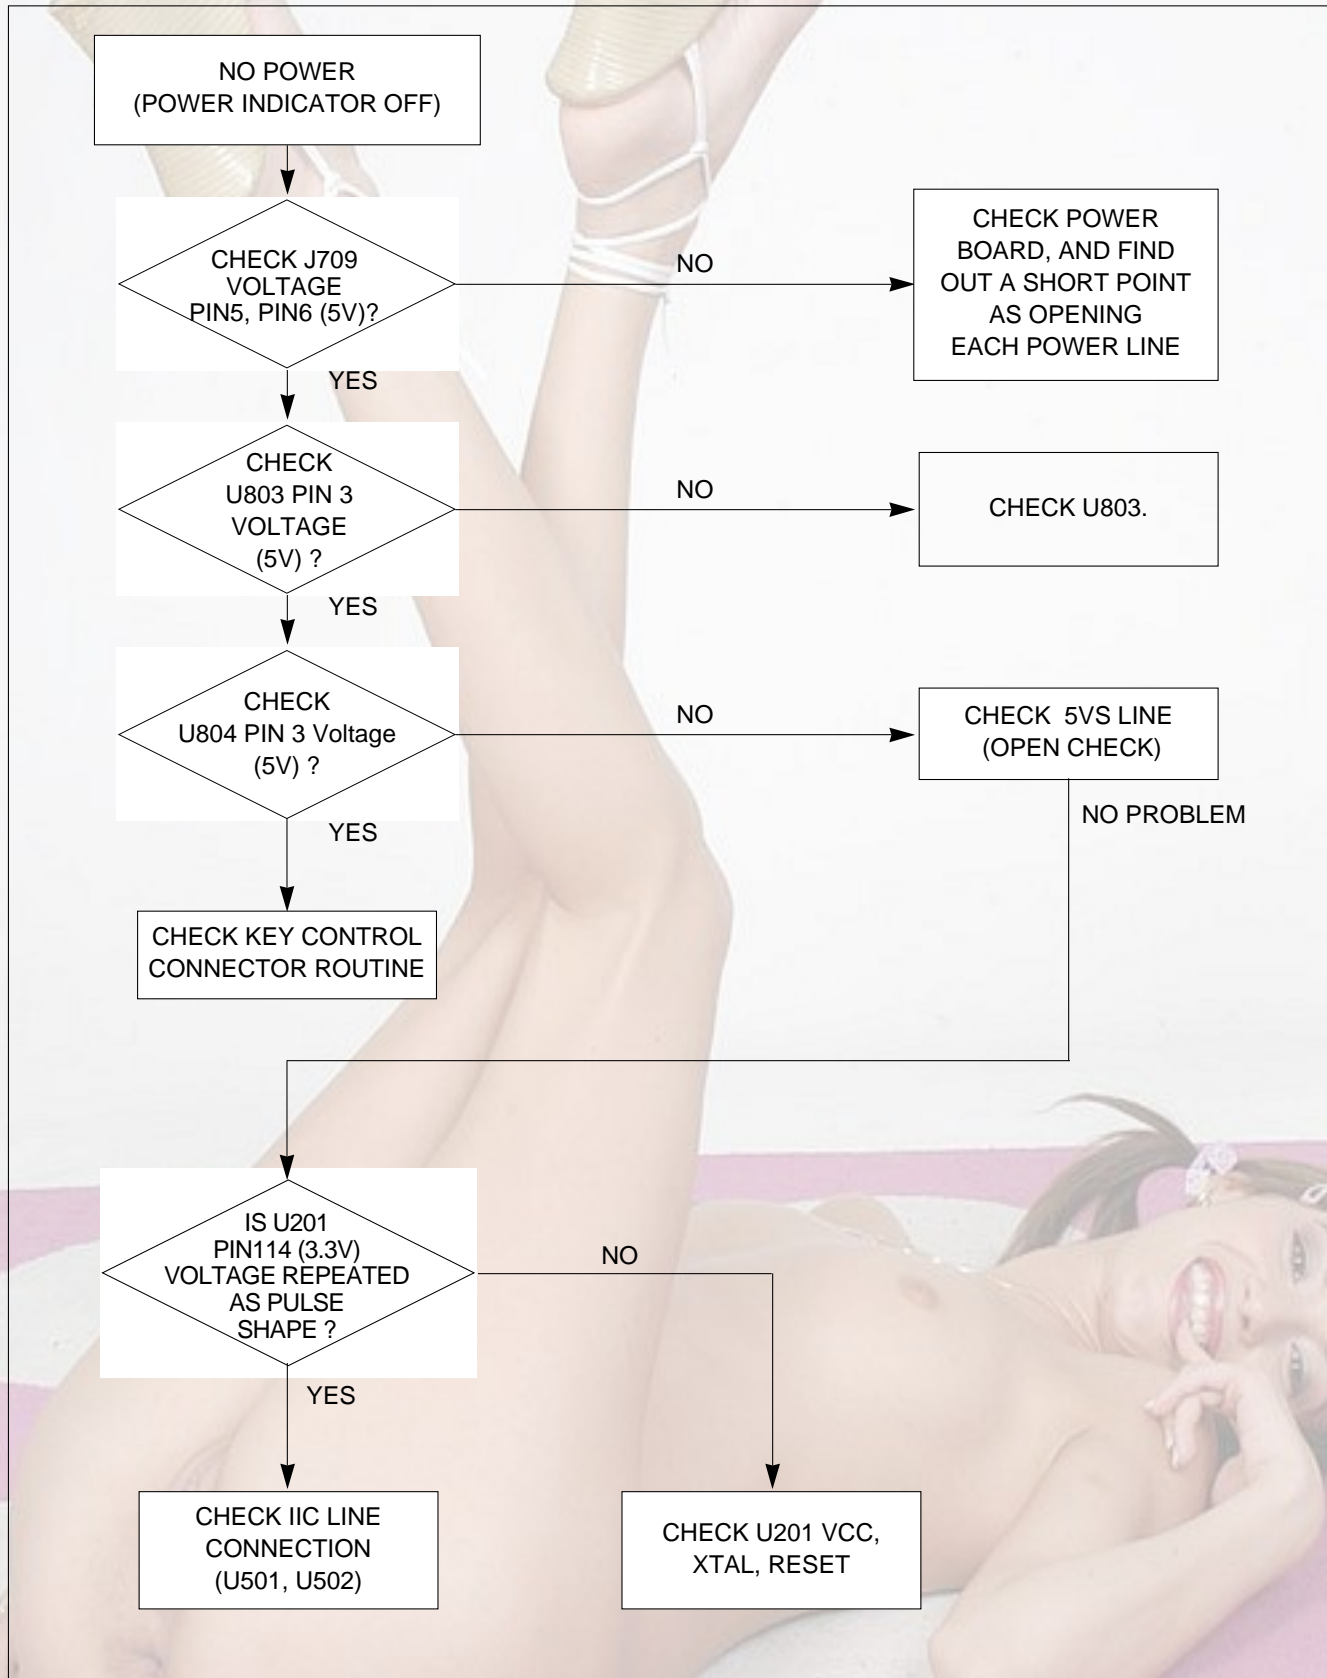 NO POWER
(POWER INDICATOR OFF)
CHECK J709
VOLTAGE
PIN5, PIN6 (5V)?
NO
CHECK POWER
BOARD, AND FIND
OUT A SHORT POINT
AS OPENING
EACH POWER LINE
YES
CHECK
U803 PIN 3
VOLTAGE
(5V) ?
NO
CHECK U803.
YES
CHECK
U804 PIN 3 Voltage
(5V) ?
NO
CHECK 5VS LINE
(OPEN CHECK)
NO PROBLEM
YES
CHECK KEY CONTROL
CONNECTOR ROUTINE
IS U201
PIN114 (3.3V)
VOLTAGE REPEATED
AS PULSE
SHAPE ?
NO
YES
CHECK IIC LINE
CONNECTION
(U501, U502)
CHECK U201 VCC,
XTAL, RESET